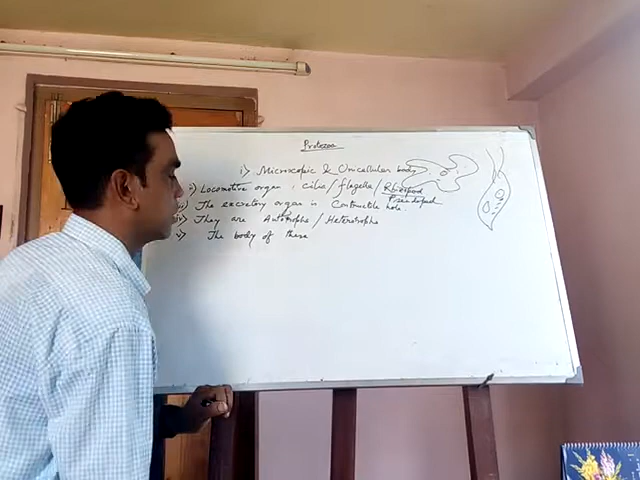 Protozoa
i) Microscopic & Unicellular body
ii) Locomotive organ : cilia / flagella / Rhizopod
Pseudopod
iii) The excretory organ is Contractile hole.
iv) They are Autotrophs / Heterotrophs
v) The body of these